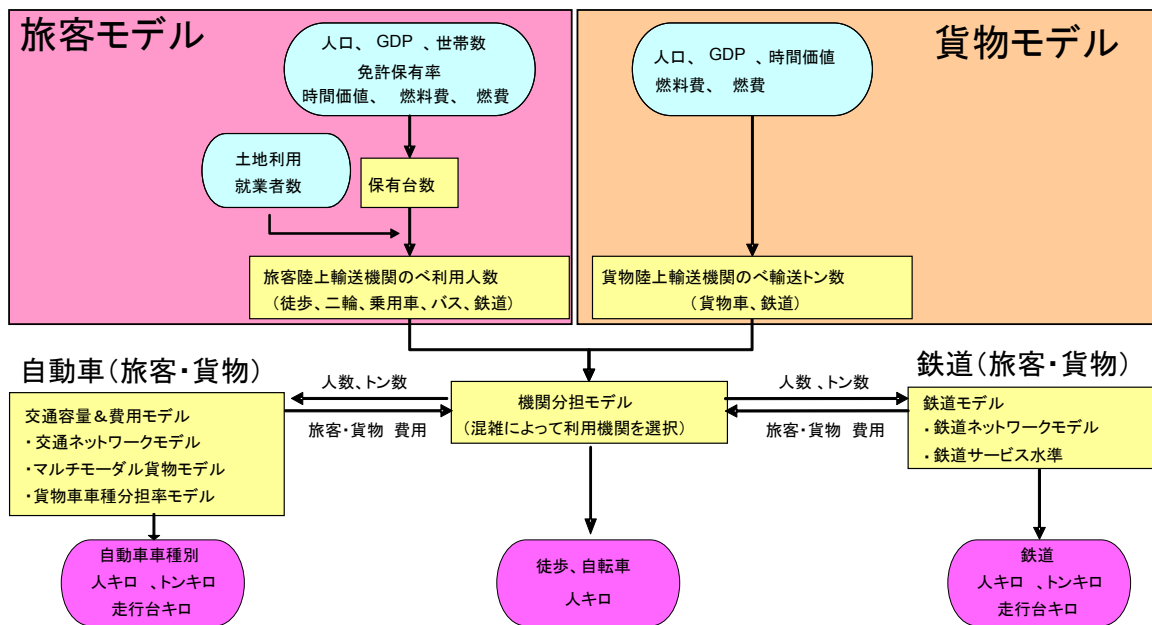 旅客モデル
人口、 GDP 、世帯数
免許保有率
時間価値、 燃料費、 燃費
土地利用
就業者数
保有台数
旅客陸上輸送機関のべ利用人数
(徒歩、二輪、乗用車、バス、鉄道)
貨物モデル
人口、 GDP 、時間価値
燃料費、 燃費
貨物陸上輸送機関のべ輸送トン数
(貨物車、鉄道)
自動車(旅客・貨物)
交通容量&費用モデル
・交通ネットワークモデル
・マルチモーダル貨物モデル
・貨物車車種分担率モデル
人数、トン数
旅客・貨物 費用
機関分担モデル
(混雑によって利用機関を選択)
人数 、トン数
旅客・貨物 費用
鉄道(旅客・貨物)
鉄道モデル
・鉄道ネットワークモデル
・鉄道サービス水準
自動車車種別
人キロ 、トンキロ
走行台キロ
徒歩、自転車
人キロ
鉄道
人キロ 、トンキロ
走行台キロ